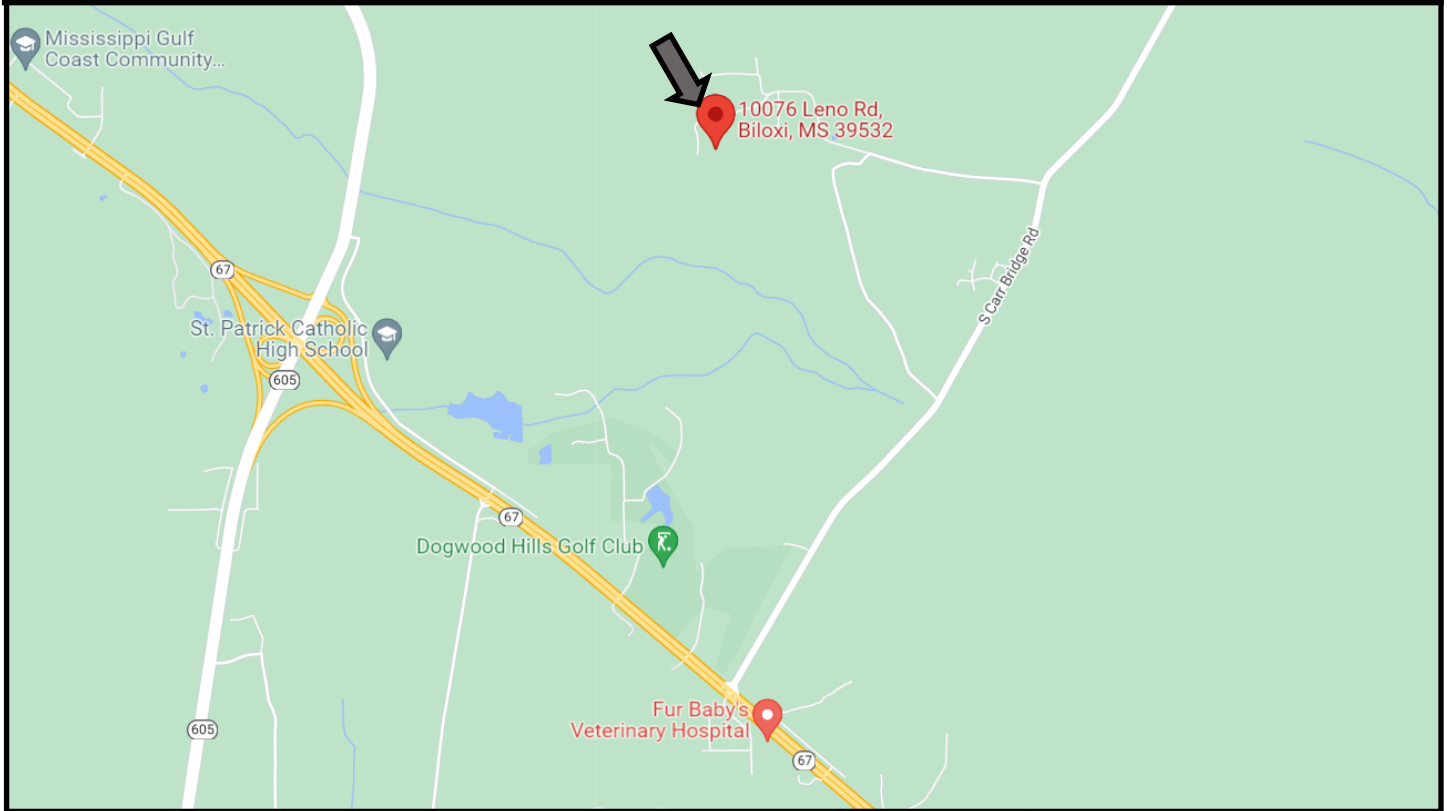 Mississippi Gulf
Coast Community...
10076 Leno Rd,
Biloxi, MS 39532
S Carr Bridge Rd
67
St. Patrick Catholic
High School
605
67
Dogwood Hills Golf Club
Fur Baby's
Veterinary Hospital
605
67